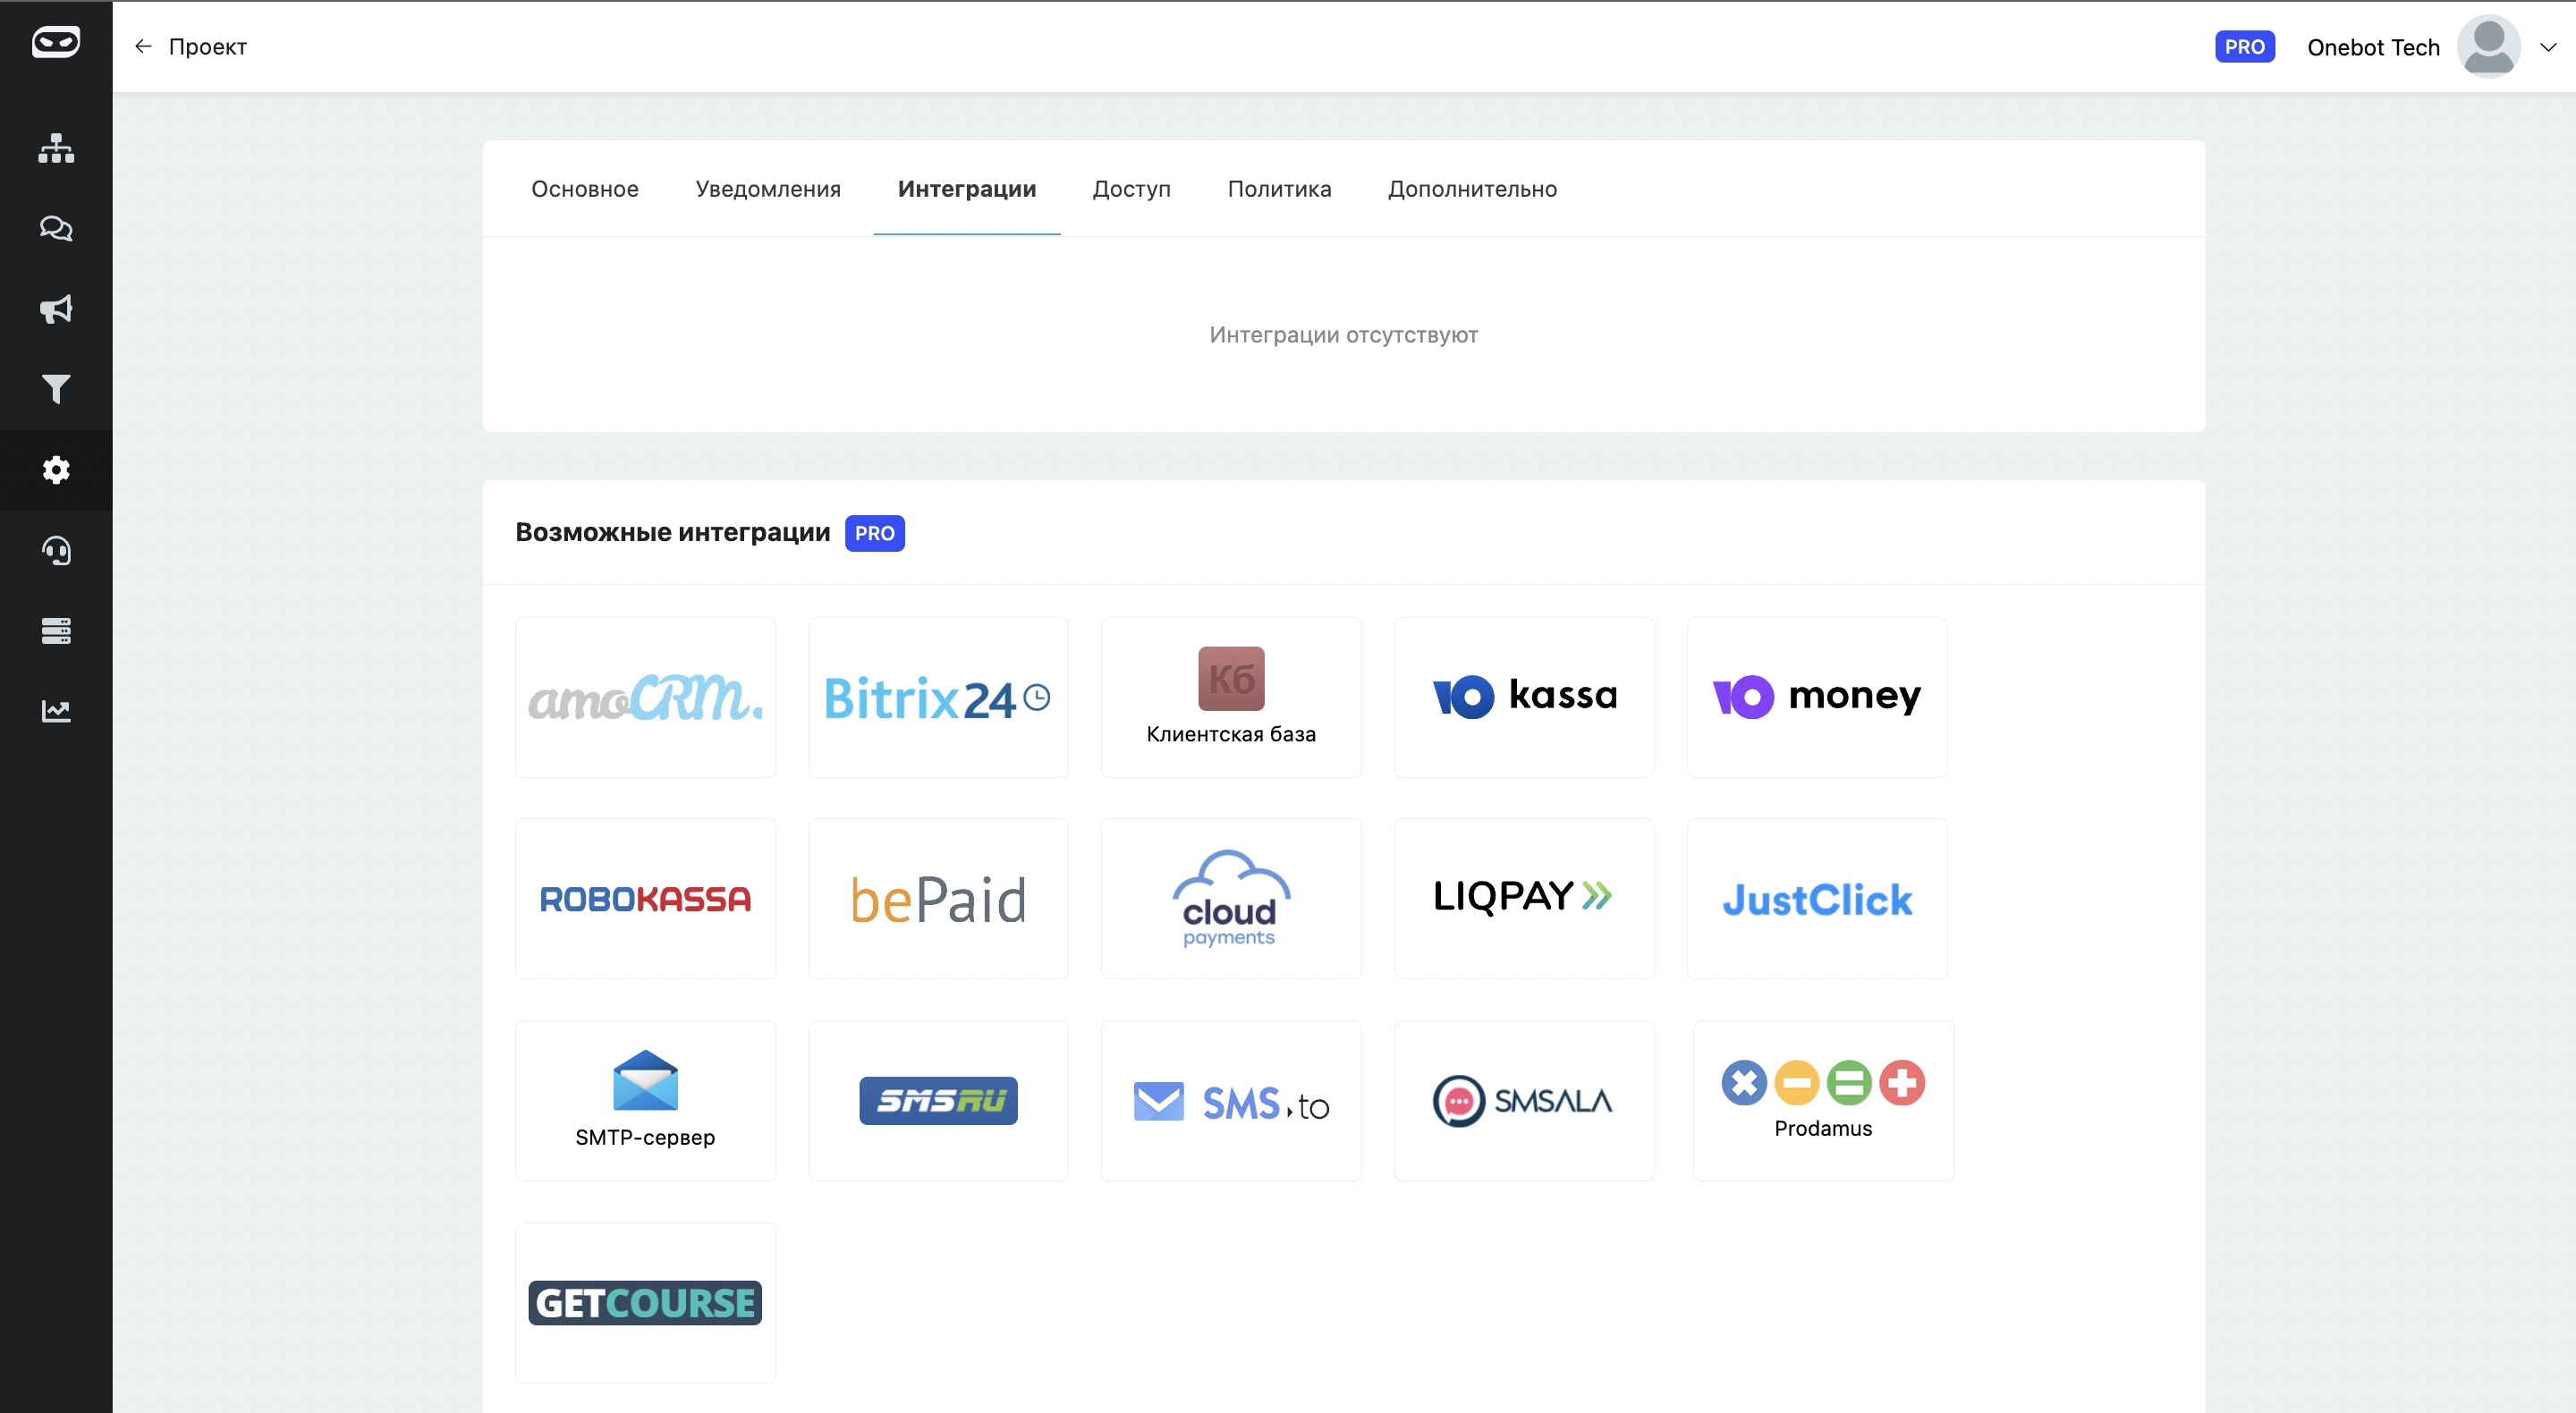 Проект
PRO
Onebot Tech
Основное
Уведомления
Интеграции
Доступ
Политика
Дополнительно
Интеграции отсутствуют
Возможные интеграции PRO
amoCRM.
Bitrix24
Кб
Клиентская база
Ю kassa
Ю money
ROBOKASSA
bePaid
cloud
payments
LIQPAY
JustClick
SMTP-сервер
SMSRU
SMS.to
SMSALA
Prodamus
GETCOURSE